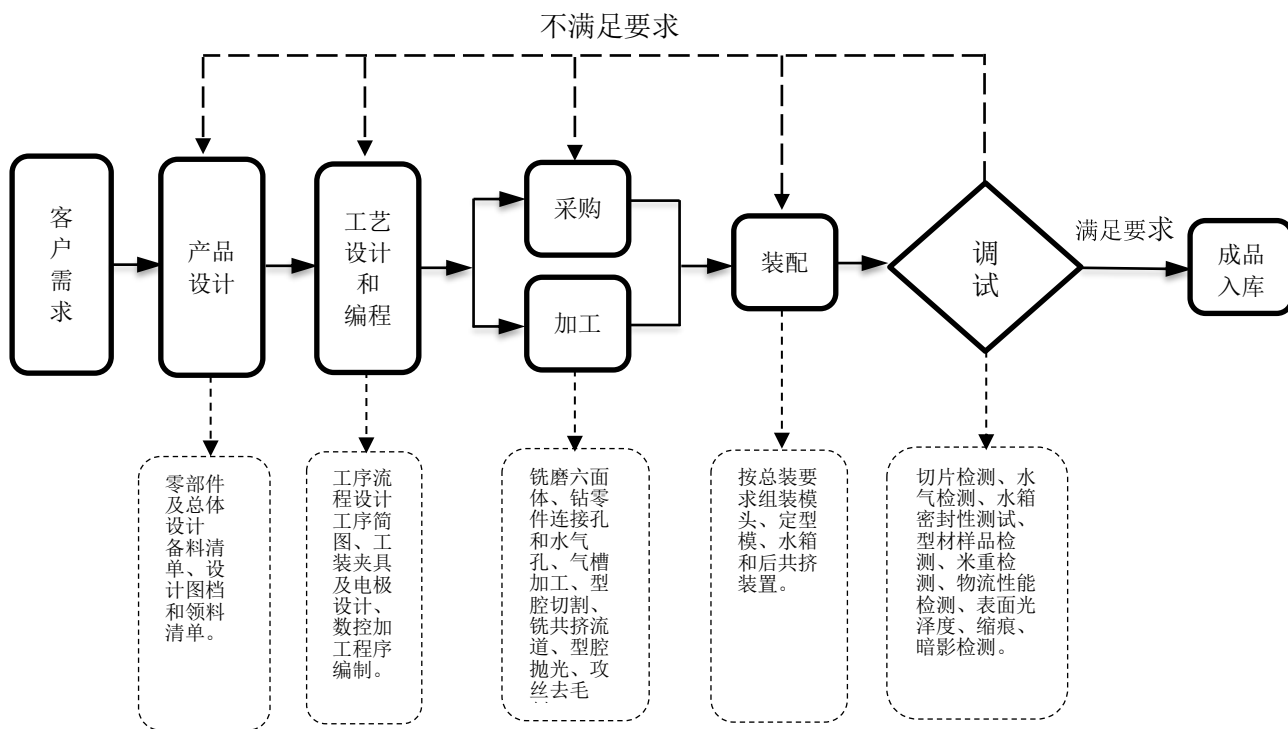 不满足要求
客
户
需
求
产品
设计
工艺
设计
和
编程
采购
加工
装配
调
试
满足要求
成品
入库
零部件
及总体
设计
备料清
单、设
计图档
和领料
清单。
工序流
程设计
工序简
图、工
装夹具
及电极
设计、
数控加
工程序
编制。
铣磨六面
体、钻零
件连接孔
和水气
孔、气槽
加工、型
腔切割、
铣共挤流
道、型腔
抛光、攻
丝去毛
按总装要
求组装模
头、定型
模、水箱
和后共挤
装置。
切片检测、水
气检测、水箱
密封性测试、
型材样品检
测、米重检
测、物流性能
检测、表面光
泽度、缩痕、
暗影检测。